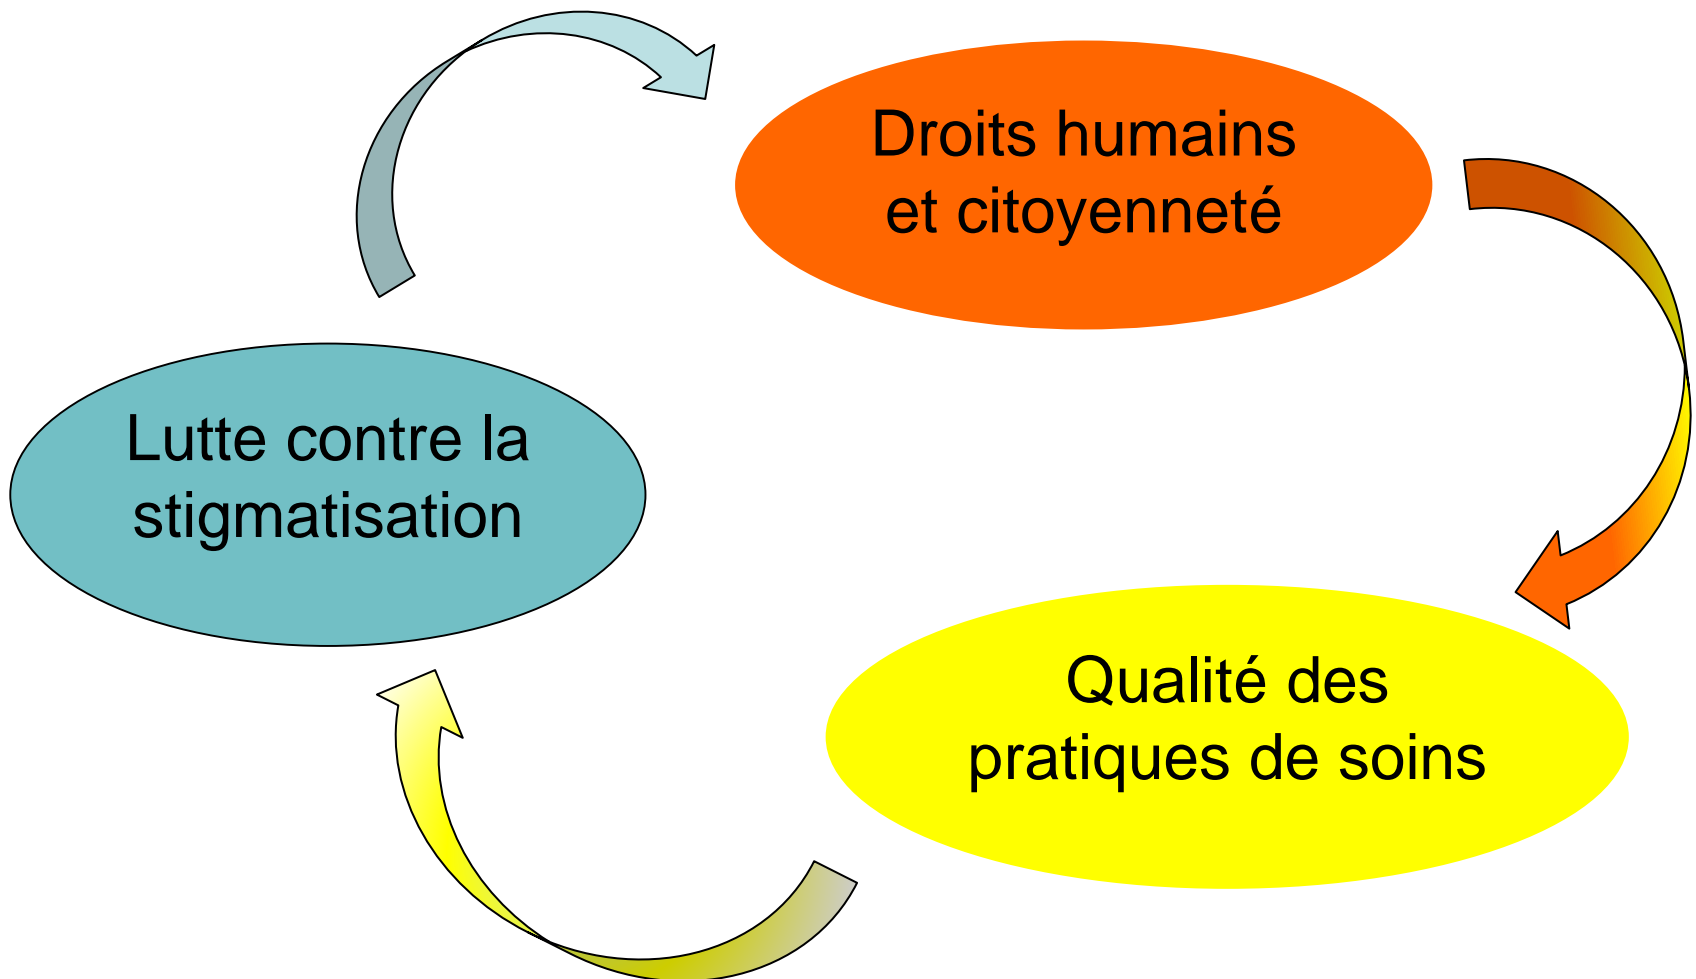 Droits humains
et citoyenneté
Lutte contre la
stigmatisation
Qualité des
pratiques de soins